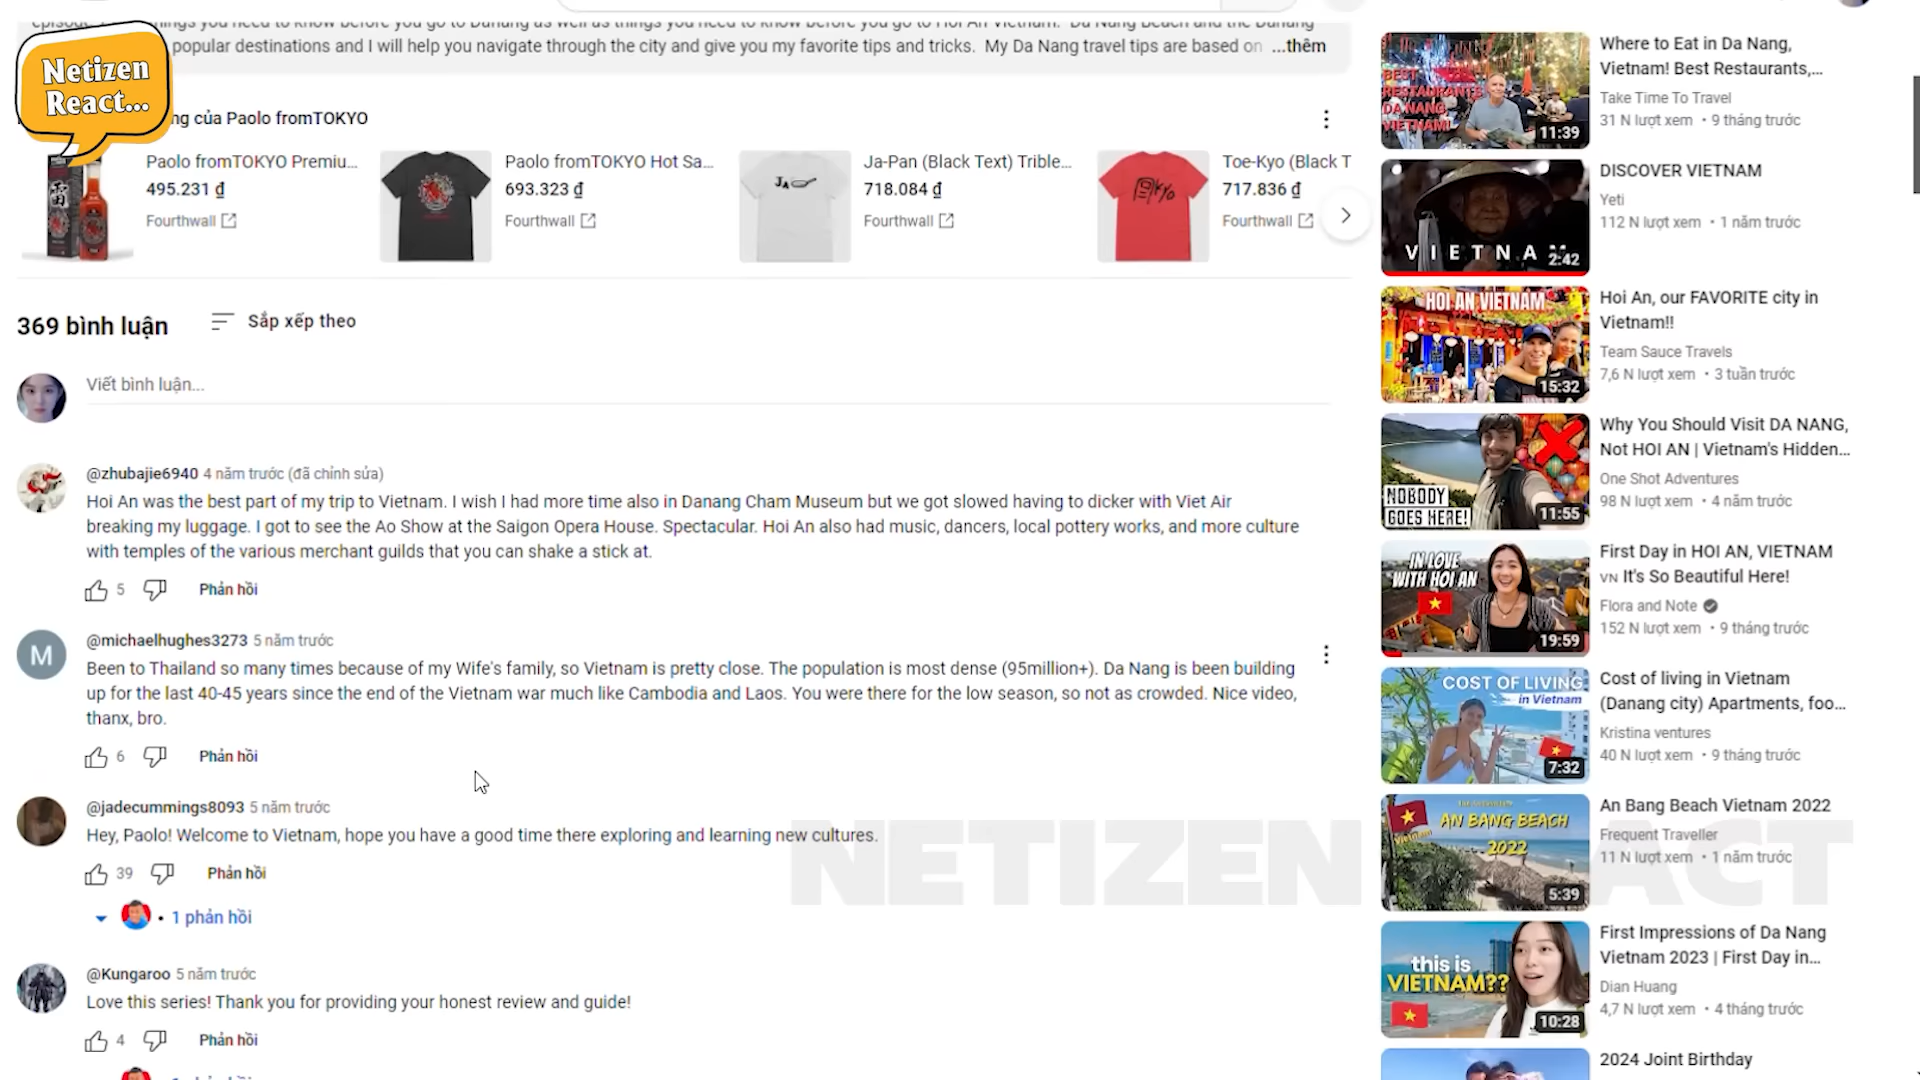 popular destinations and I will help you navigate through the city and give you my favorite tips and tricks. My Da Nang travel tips are based on ...thêm
Netizen
React...
ng của Paolo fromTOKYO
Paolo fromTOKYO Premiu...
495.231 ₫
Fourthwall
Paolo fromTOKYO Hot Sa...
693.323 ₫
Fourthwall
Ja-Pan (Black Text) Trible...
718.084 ₫
Fourthwall
Toe-Kyo (Black T
717.836 ₫
Fourthwall
369 bình luận
Sắp xếp theo
Viết bình luận...
@zhubajie6940 4 năm trước (đã chỉnh sửa)
Hoi An was the best part of my trip to Vietnam. I wish I had more time also in Danang Cham Museum but we got slowed having to dicker with Viet Air
breaking my luggage. I got to see the Ao Show at the Saigon Opera House. Spectacular. Hoi An also had music, dancers, local pottery works, and more culture
with temples of the various merchant guilds that you can shake a stick at.
5
Phản hồi
M
@michaelhughes3273 5 năm trước
Been to Thailand so many times because of my Wife's family, so Vietnam is pretty close. The population is most dense (95million+). Da Nang is been building
up for the last 40-45 years since the end of the Vietnam war much like Cambodia and Laos. You were there for the low season, so not as crowded. Nice video,
thanx, bro.
6
Phản hồi
@jadecummings8093 5 năm trước
Hey, Paolo! Welcome to Vietnam, hope you have a good time there exploring and learning new cultures.
39
Phản hồi
• 1 phản hồi
@Kungaroo 5 năm trước
Love this series! Thank you for providing your honest review and guide!
4
Phản hồi
NETIZEN
ACT
BEST
RESTAURANTS
DA NANG
VIETNAM!
11:39
Where to Eat in Da Nang,
Vietnam! Best Restaurants,...
Take Time To Travel
31 N lượt xem • 9 tháng trước
VIETNAM
2:42
DISCOVER VIETNAM
Yeti
112 N lượt xem • 1 năm trước
HOI AN VIETNAM
15:32
Hoi An, our FAVORITE city in
Vietnam!!
Team Sauce Travels
7,6 N lượt xem • 3 tuần trước
NOBODY
GOES HERE!
11:55
Why You Should Visit DA NANG,
Not HOI AN | Vietnam's Hidden...
One Shot Adventures
98 N lượt xem • 4 năm trước
IN LOVE
WITH HOI AN
19:59
First Day in HOI AN, VIETNAM
VN It's So Beautiful Here!
Flora and Note
152 N lượt xem • 9 tháng trước
COST OF LIVING
in Vietnam
7:32
Cost of living in Vietnam
(Danang city) Apartments, foo...
Kristina ventures
40 N lượt xem • 9 tháng trước
AN BANG BEACH
2022
5:39
An Bang Beach Vietnam 2022
Frequent Traveller
11 N lượt xem • 1 năm trước
this is
VIETNAM??
10:28
First Impressions of Da Nang
Vietnam 2023 | First Day in...
Dian Huang
4,7 N lượt xem • 4 tháng trước
2024 Joint Birthday